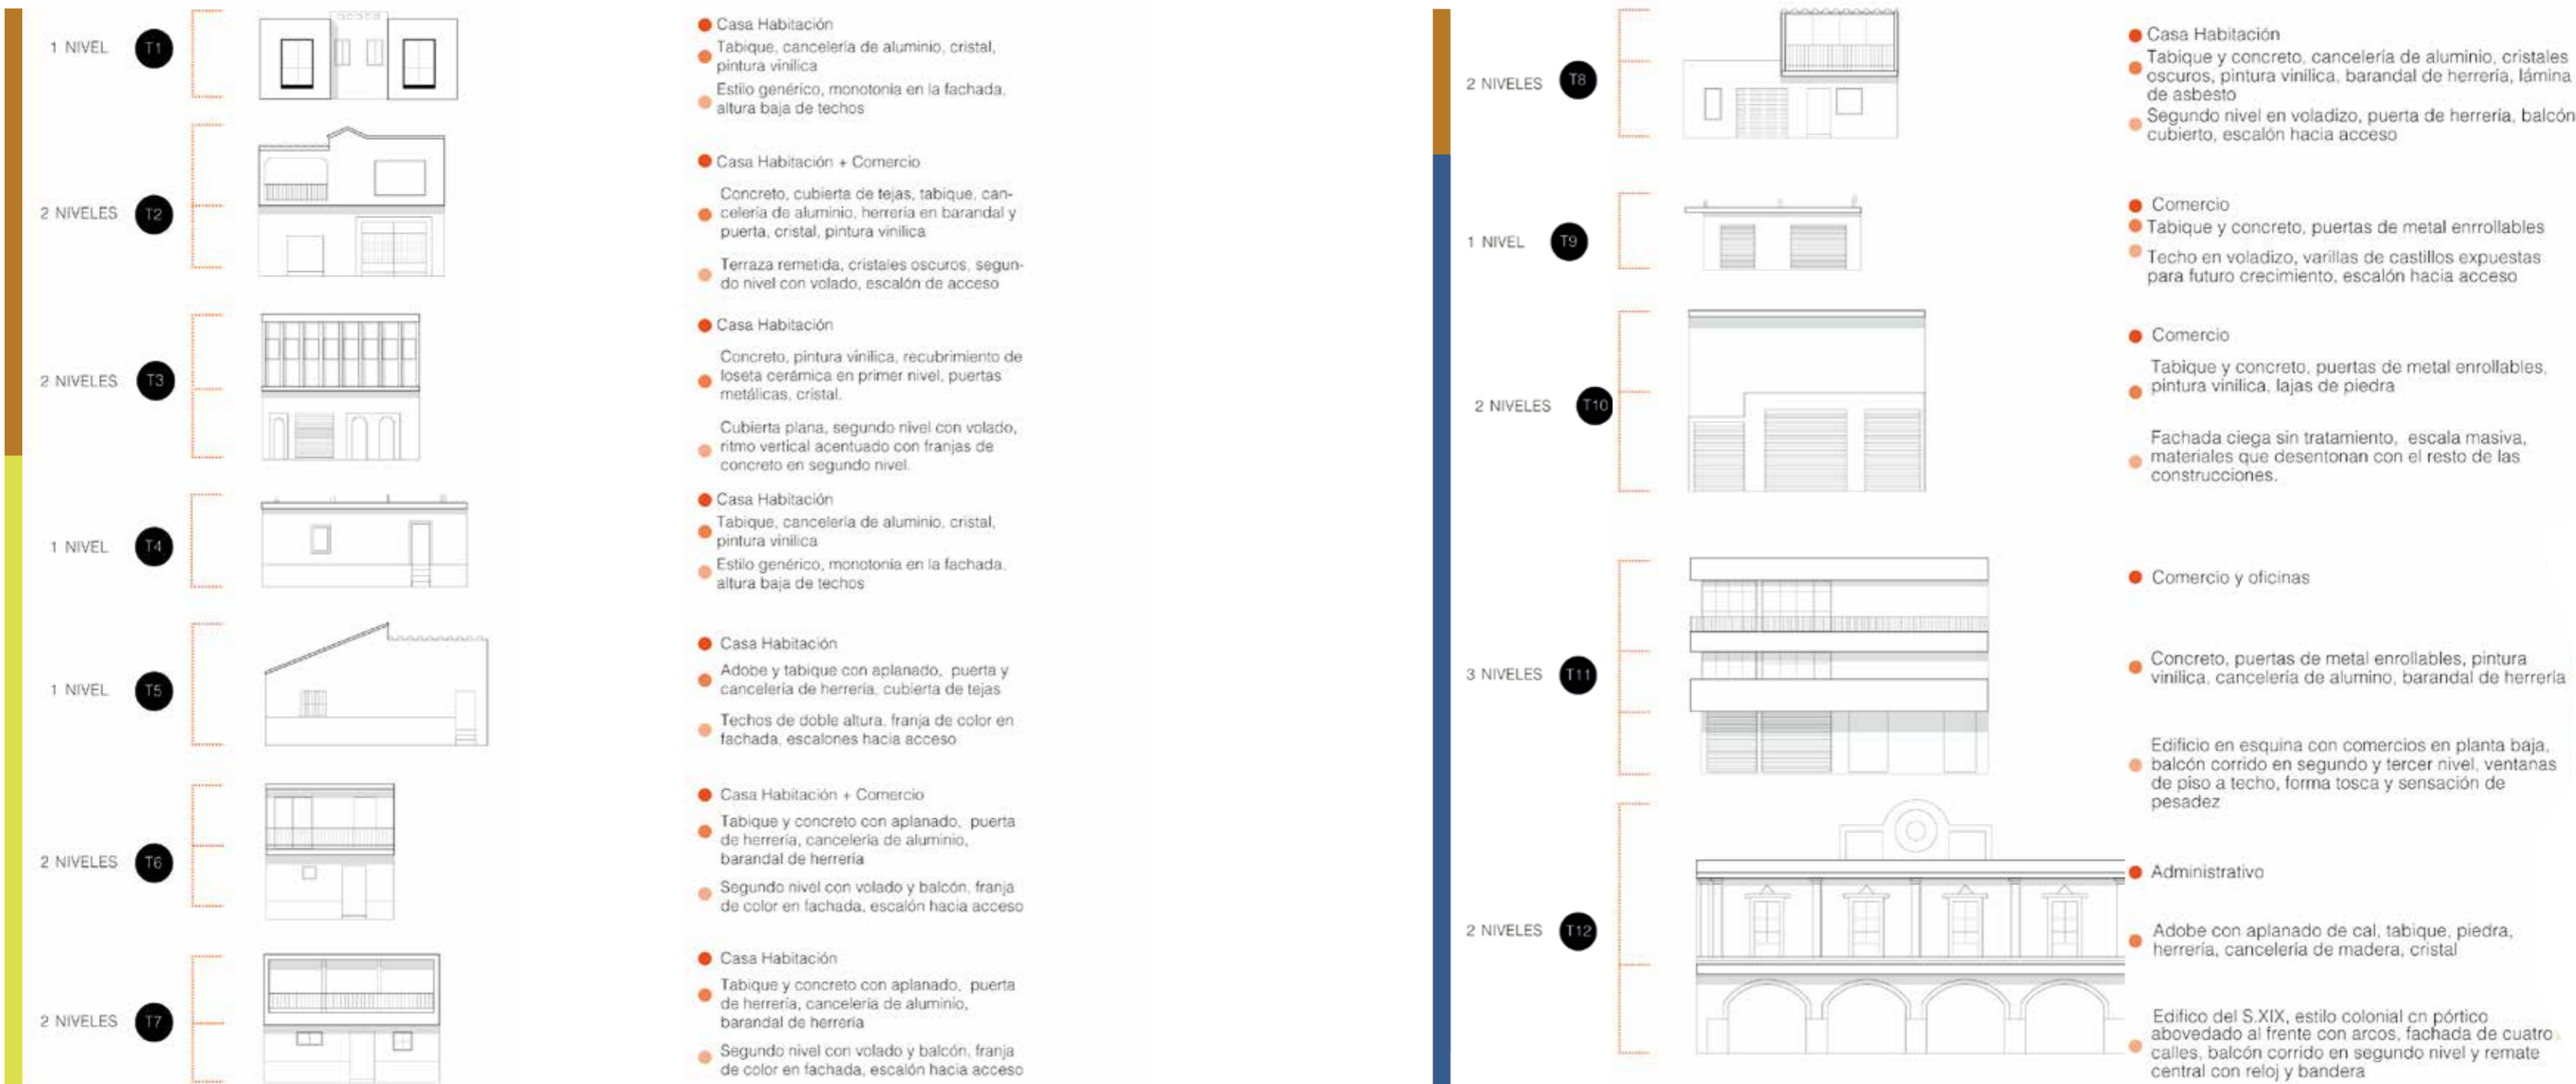 1 NIVEL
T1
Casa Habitación
Tabique, cancelería de aluminio, cristal,
pintura vinílica
Estilo genérico, monotonía en la fachada,
altura baja de techos
2 NIVELES
T2
Casa Habitación + Comercio
Concreto, cubierta de tejas, tabique, can-
celería de aluminio, herrería en barandal y
puerta, cristal, pintura vinílica
Terraza remetida, cristales oscuros, segun-
do nivel con volado, escalón de acceso
2 NIVELES
T3
Casa Habitación
Concreto, pintura vinílica, recubrimiento de
loseta cerámica en primer nivel, puertas
metálicas, cristal.
Cubierta plana, segundo nivel con volado,
ritmo vertical acentuado con franjas de
concreto en segundo nivel.
1 NIVEL
T4
Casa Habitación
Tabique, cancelería de aluminio, cristal,
pintura vinílica
Estilo genérico, monotonía en la fachada,
altura baja de techos
1 NIVEL
T5
Casa Habitación
Adobe y tabique con aplanado, puerta y
cancelería de herrería, cubierta de tejas
Techos de doble altura, franja de color en
fachada, escalones hacia acceso
2 NIVELES
T6
Casa Habitación + Comercio
Tabique y concreto con aplanado, puerta
de herrería, cancelería de aluminio,
barandal de herrería
Segundo nivel con volado y balcón, franja
de color en fachada, escalón hacia acceso
2 NIVELES
T7
Casa Habitación
Tabique y concreto con aplanado, puerta
de herrería, cancelería de aluminio,
barandal de herrería
Segundo nivel con volado y balcón, franja
de color en fachada, escalón hacia acceso
2 NIVELES
T8
Casa Habitación
Tabique y concreto, cancelería de aluminio, cristales
oscuros, pintura vinílica, barandal de herrería, lámina
de asbesto
Segundo nivel en voladizo, puerta de herrería, balcón
cubierto, escalón hacia acceso
1 NIVEL
T9
Comercio
Tabique y concreto, puertas de metal enrrollables
Techo en voladizo, varillas de castillos expuestas
para futuro crecimiento, escalón hacia acceso
2 NIVELES
T10
Comercio
Tabique y concreto, puertas de metal enrollables,
pintura vinílica, lajas de piedra
Fachada ciega sin tratamiento, escala masiva,
materiales que desentonan con el resto de las
construcciones.
3 NIVELES
T11
Comercio y oficinas
Concreto, puertas de metal enrollables, pintura
vinílica, cancelería de alumino, barandal de herrería
Edificio en esquina con comercios en planta baja,
balcón corrido en segundo y tercer nivel, ventanas
de piso a techo, forma tosca y sensación de
pesadez
2 NIVELES
T12
Administrativo
Adobe con aplanado de cal, tabique, piedra,
herrería, cancelería de madera, cristal
Edifico del S.XIX, estilo colonial cn pórtico
abovedado al frente con arcos, fachada de cuatro
calles, balcón corrido en segundo nivel y remate
central con reloj y bandera